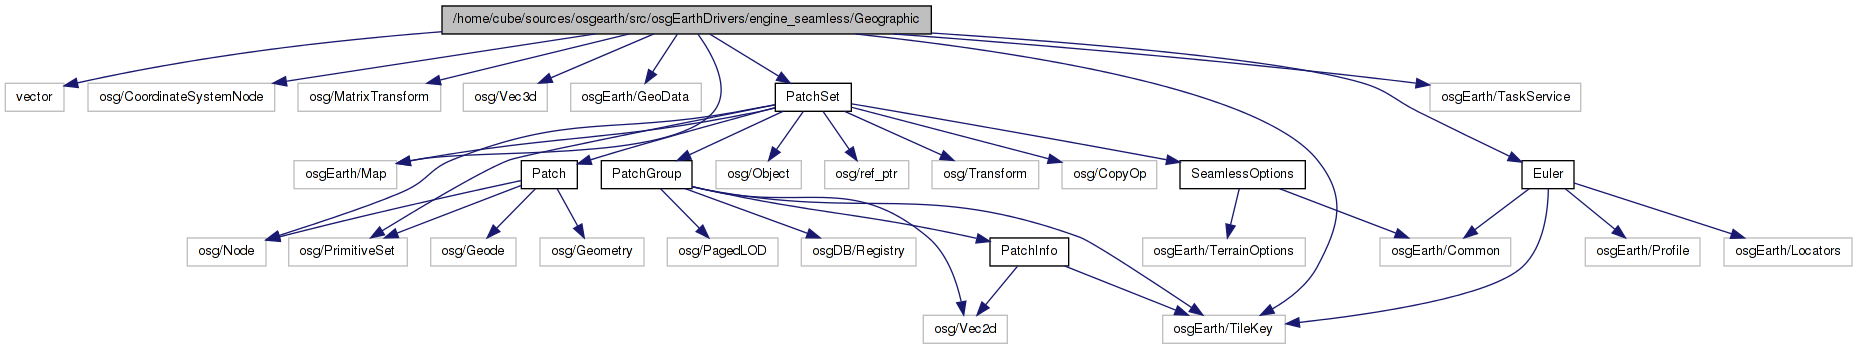 /home/cube/sources/osgearth/src/osgEarthDrivers/engine_seamless/Geographic
vector
osg/CoordinateSystemNode
osg/MatrixTransform
osg/Vec3d
osgEarth/GeoData
PatchSet
osgEarth/TaskService
osgEarth/Map
Patch
PatchGroup
osg/Object
osg/ref_ptr
osg/Transform
osg/CopyOp
SeamlessOptions
Euler
osg/Node
osg/PrimitiveSet
osg/Geode
osg/Geometry
osg/PagedLOD
osgDB/Registry
PatchInfo
osgEarth/TerrainOptions
osgEarth/Common
osgEarth/Profile
osgEarth/Locators
osg/Vec2d
osgEarth/TileKey